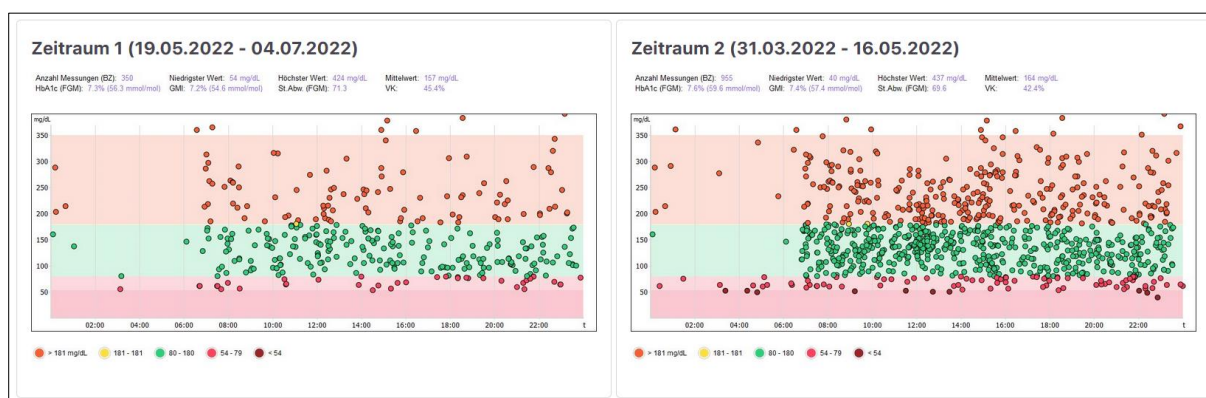 Zeitraum 1 (19.05.2022 - 04.07.2022)
Anzahl Messungen (BZ): 350 Niedrigster Wert: 54 mg/dL Höchster Wert: 424 mg/dL Mittelwert: 157 mg/dL
HbA1c (FGM): 7.3% (56.3 mmol/mol) GMI: 7.2% (54.6 mmol/mol) St.Abw. (FGM): 71.3 VK: 45.4%
mg/dL
350
300
250
200
150
100
50
02:00 04:00 06:00 08:00 10:00 12:00 14:00 16:00 18:00 20:00 22:00 t
> 181 mg/dL 181 - 181 80 - 180 54 - 79 < 54
Zeitraum 2 (31.03.2022 - 16.05.2022)
Anzahl Messungen (BZ): 955 Niedrigster Wert: 40 mg/dL Höchster Wert: 437 mg/dL Mittelwert: 164 mg/dL
HbA1c (FGM): 7.6% (59.6 mmol/mol) GMI: 7.4% (57.4 mmol/mol) St.Abw. (FGM): 69.6 VK: 42.4%
mg/dL
350
300
250
200
150
100
50
02:00 04:00 06:00 08:00 10:00 12:00 14:00 16:00 18:00 20:00 22:00 t
> 181 mg/dL 181 - 181 80 - 180 54 - 79 < 54